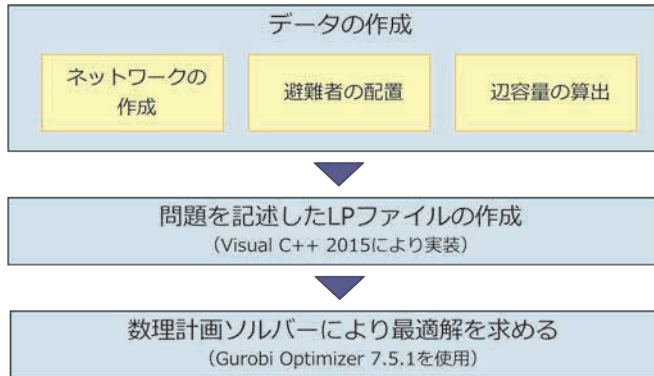 データの作成
ネットワークの
作成
避難者の配置
辺容量の算出
問題を記述したLPファイルの作成
（Visual C++ 2015により実装）
数理計画ソルバーにより最適解を求める
（Gurobi Optimizer 7.5.1を使用）